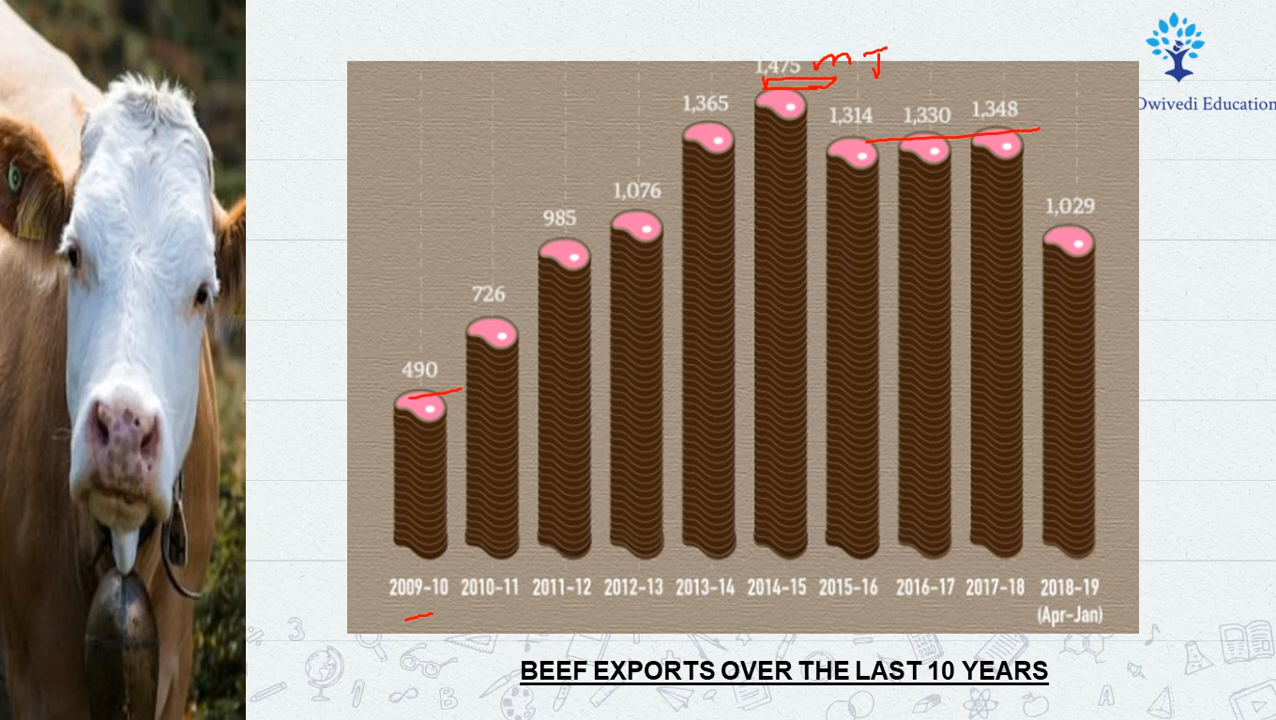 1,475 m T
1,365
1,314
1,330
1,348
1,076
1,029
985
726
490
2009-10 2010-11 2011-12 2012-13 2013-14 2014-15 2015-16 2016-17 2017-18 2018-19
(Apr-Jan)
BEEF EXPORTS OVER THE LAST 10 YEARS
Dwivedi Education